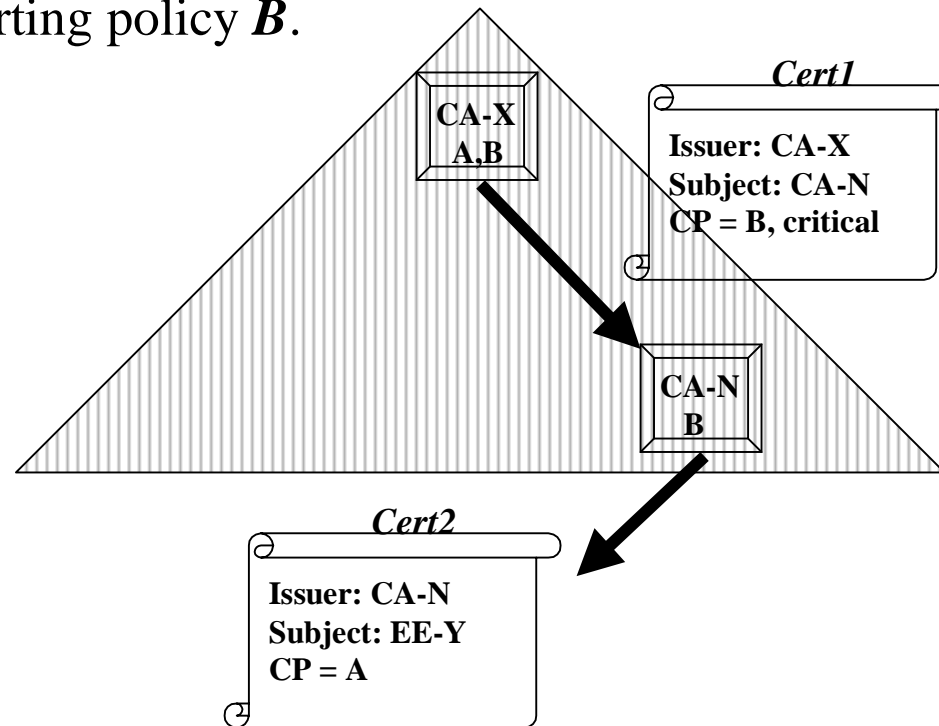 rting policy B.
CA-X
A,B
Cert1
Issuer: CA-X
Subject: CA-N
CP = B, critical
CA-N
B
Cert2
Issuer: CA-N
Subject: EE-Y
CP = A